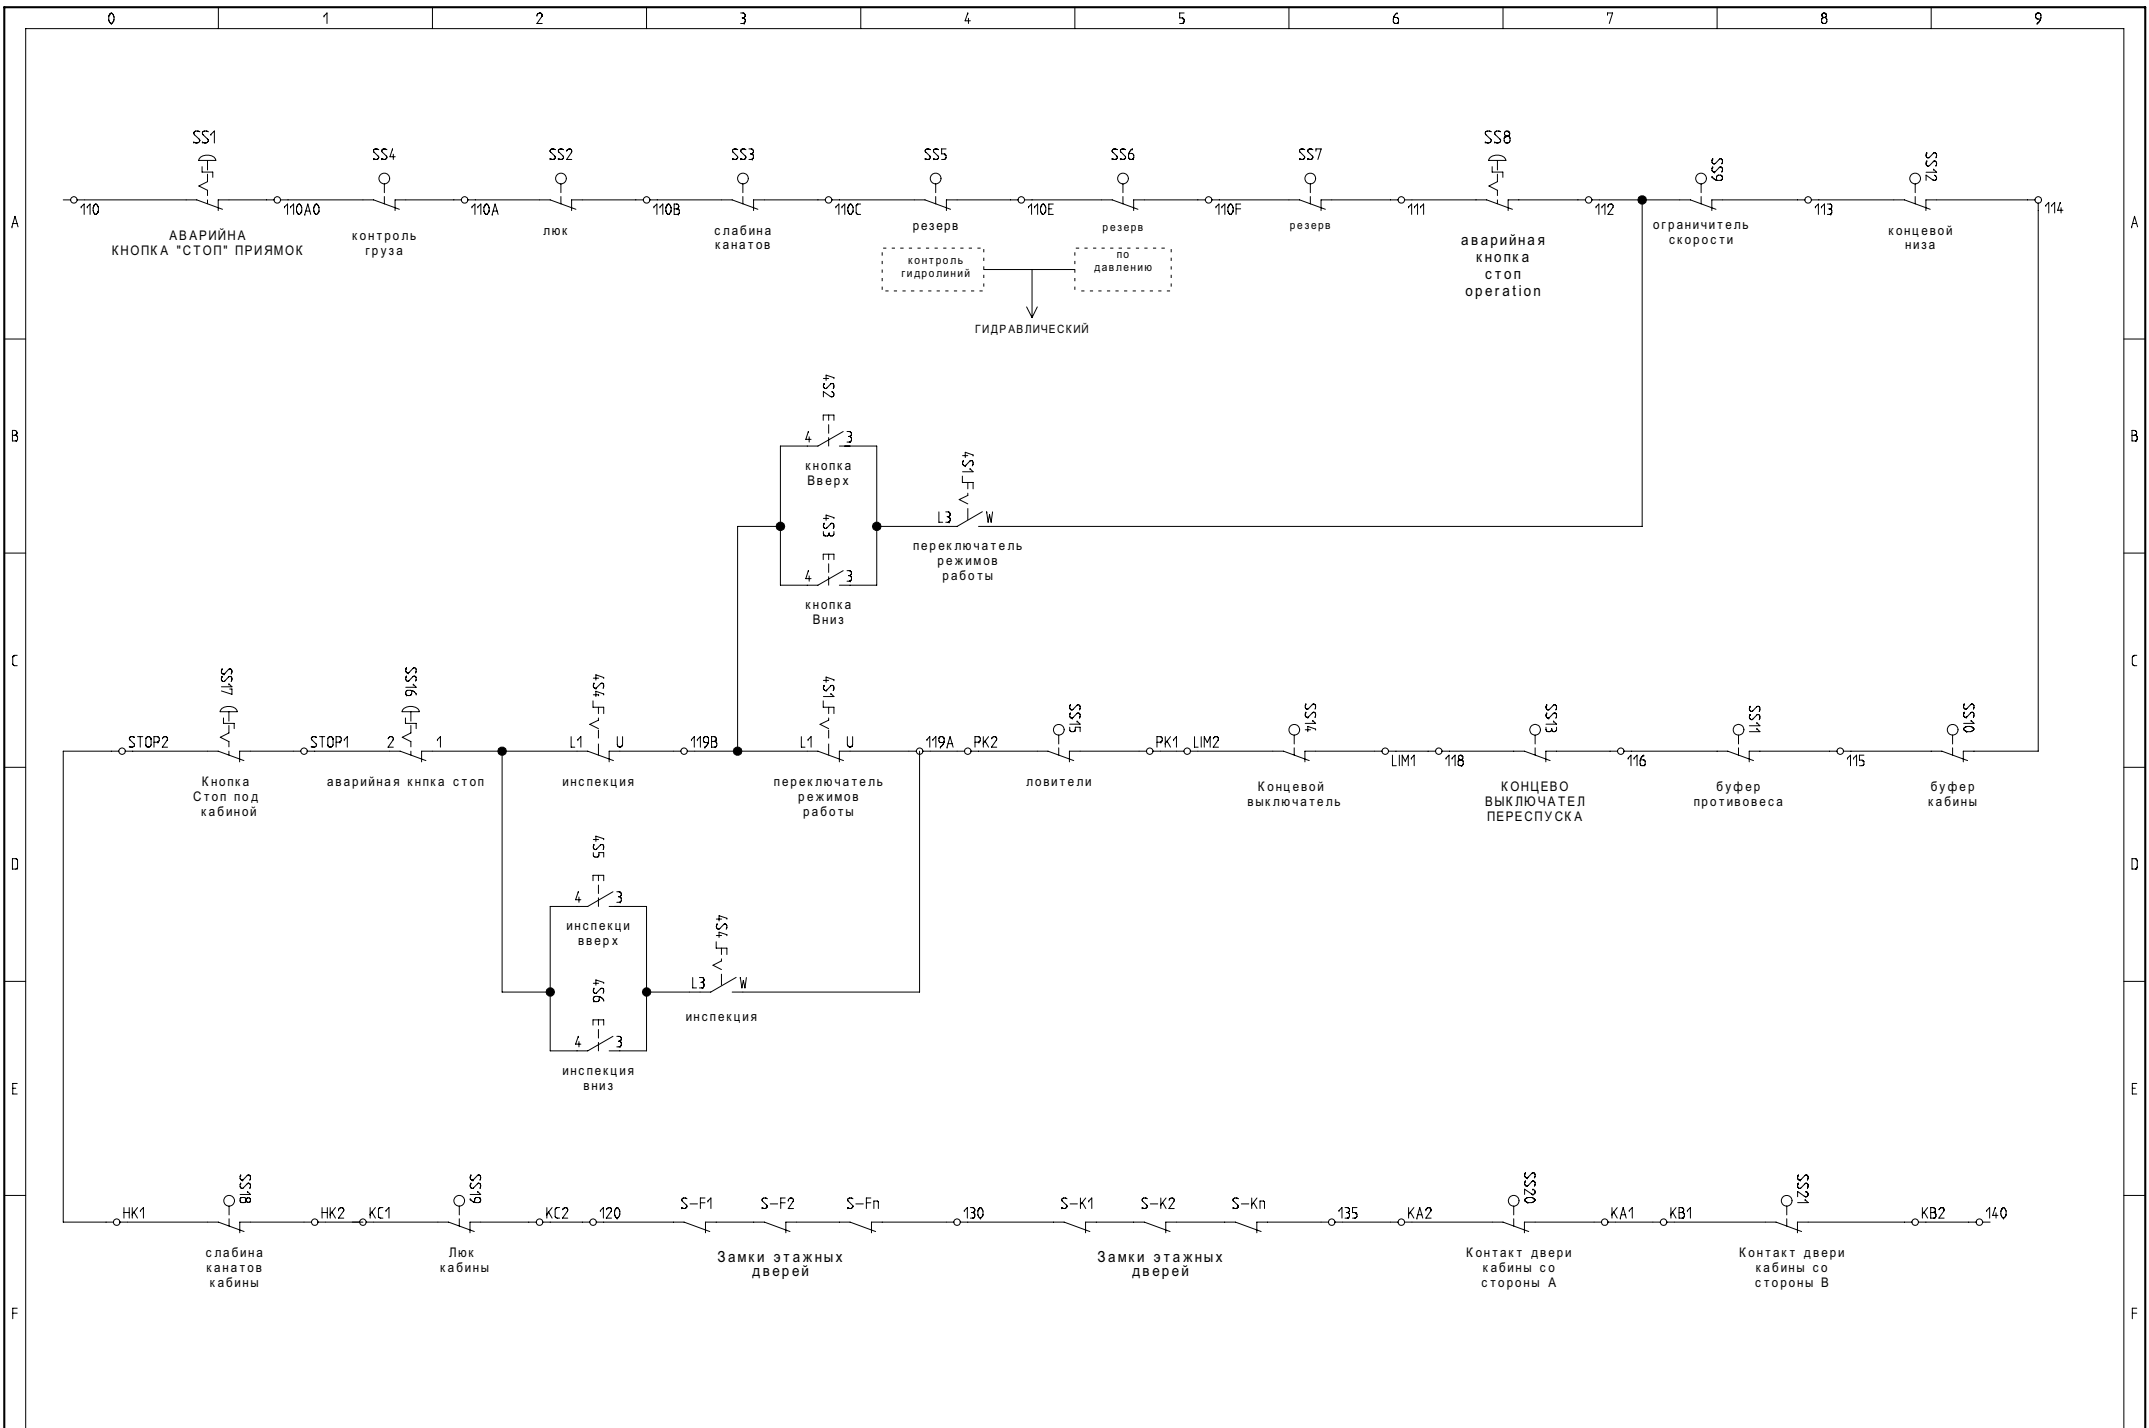 0 1 2 3 4 5 6 7 8 9
SS1 SS4 SS2 SS3 SS5 SS6 SS7 SS8 SS9 SS12
A 110 110A0 110A 110B 110C 110E 110F 111 112 113 114 A
АВАРИЙНА
КНОПКА "СТОП" ПРИЯМОК
контроль
груза
люк
слабина
канатов
резерв
резерв
резерв
аварийная
кнопка
стоп
operation
ограничитель
скорости
концевой
низа
контроль
гидролиний
по
давлению
ГИДРАВЛИЧЕСКИЙ
4S2
B 4 3 B
кнопка
Вверх
4S1
4S3 L3 W
переключатель
режимов
работы
4 3
кнопка
Вниз
C C
SS17 SS16 4S4 4S1 SS15 SS14 SS13 SS11 SS10
STOP2 STOP1 2 1 L1 U 119B L1 U 119A PK2 PK1 LIM2 LIM1 118 116 115
Кнопка
Стоп под
кабиной
аварийная кнпка стоп
инспекция
переключатель
режимов
работы
ловители
Концевой
выключатель
КОНЦЕВО
ВЫКЛЮЧАТЕЛ
ПЕРЕСПУСКА
буфер
противовеса
буфер
кабины
D 4S5 D
4 3
инспекци
вверх
4S4
4S6 L3 W
инспекция
4 3
инспекция
вниз
E E
SS18 SS19 S-F1 S-F2 S-Fn S-K1 S-K2 S-Kn SS20 SS21
HK1 HK2 KC1 KC2 120 130 135 KA2 KA1 KB1 KB2 140
слабина
канатов
кабины
Люк
кабины
Замки этажных
дверей
Замки этажных
дверей
Контакт двери
кабины со
стороны А
Контакт двери
кабины со
стороны В
F F